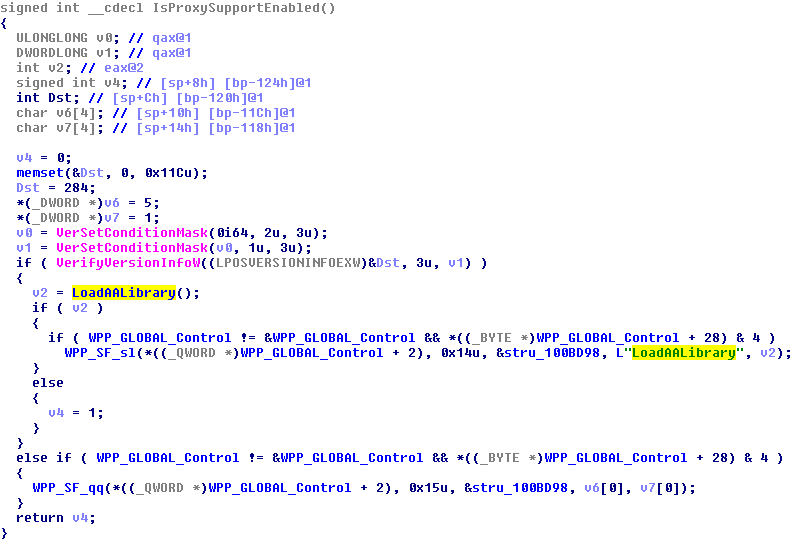 signed int __cdecl IsProxySupportEnabled()
{
  ULONGLONG v0; // qax@1
  DWORDLONG v1; // qax@1
  int v2; // eax@2
  signed int v4; // [sp+8h] [bp-124h]@1
  int Dst; // [sp+Ch] [bp-120h]@1
  char v6[4]; // [sp+10h] [bp-11Ch]@1
  char v7[4]; // [sp+14h] [bp-118h]@1

  v4 = 0;
  memset(&Dst, 0, 0x11Cu);
  Dst = 284;
  *(_DWORD *)v6 = 5;
  *(_DWORD *)v7 = 1;
  v0 = VerSetConditionMask(0i64, 2u, 3u);
  v1 = VerSetConditionMask(v0, 1u, 3u);
  if ( VerifyVersionInfoW((LPOSVERSIONINFOEXW)&Dst, 3u, v1) )
  {
    v2 = LoadAALibrary();
    if ( v2 )
    {
      if ( WPP_GLOBAL_Control != &WPP_GLOBAL_Control && *((_BYTE *)WPP_GLOBAL_Control + 28) & 4 )
        WPP_SF_sl(*((_QWORD *)WPP_GLOBAL_Control + 2), 0x14u, &stru_100BD98, L"LoadAALibrary", v2);
    }
    else
    {
      v4 = 1;
    }
  }
  else if ( WPP_GLOBAL_Control != &WPP_GLOBAL_Control && *((_BYTE *)WPP_GLOBAL_Control + 28) & 4 )
  {
    WPP_SF_qq(*((_QWORD *)WPP_GLOBAL_Control + 2), 0x15u, &stru_100BD98, v6[0], v7[0]);
  }
  return v4;
}